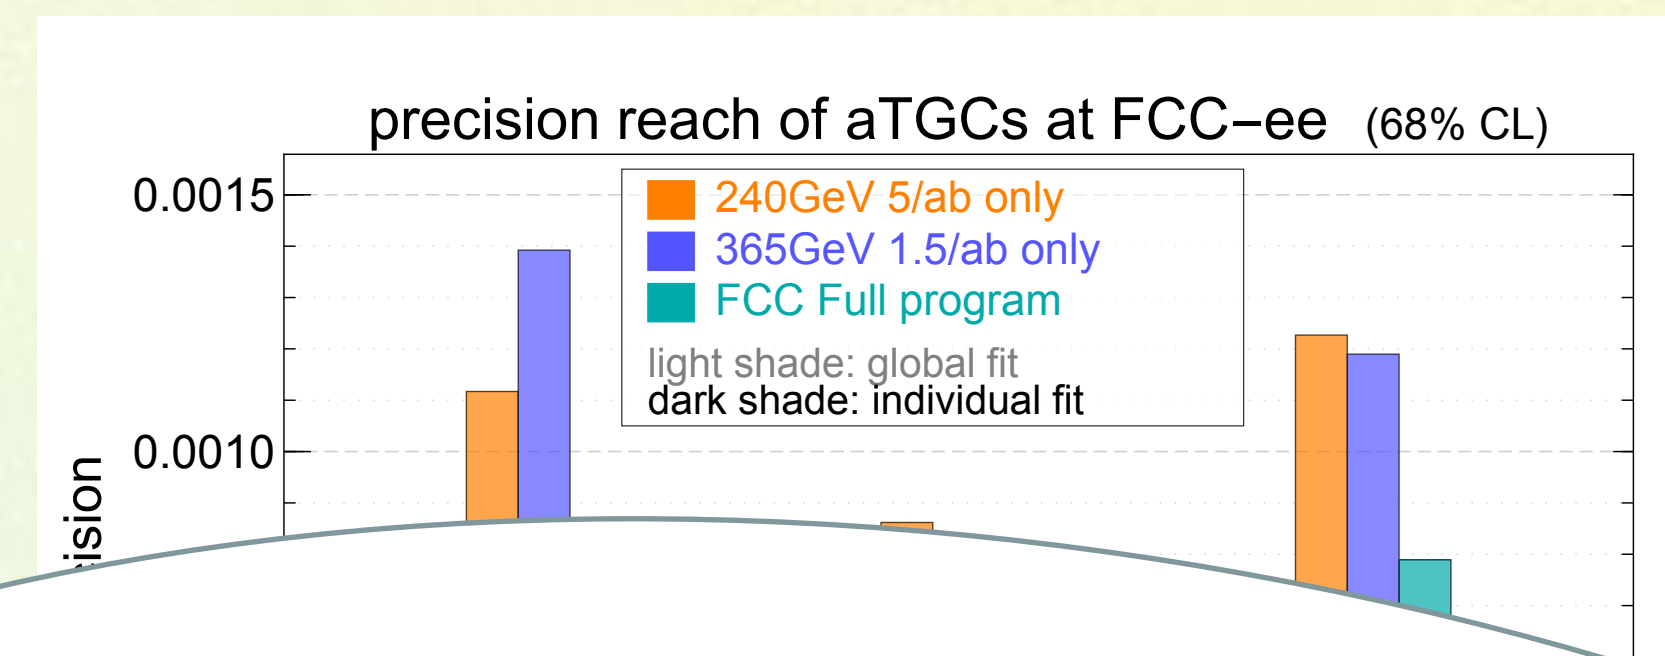 precision reach of aTGCs at FCC−ee (68% CL)
0.0015
240GeV 5/ab only
365GeV 1.5/ab only
FCC Full program
light shade: global fit
dark shade: individual fit
0.0010